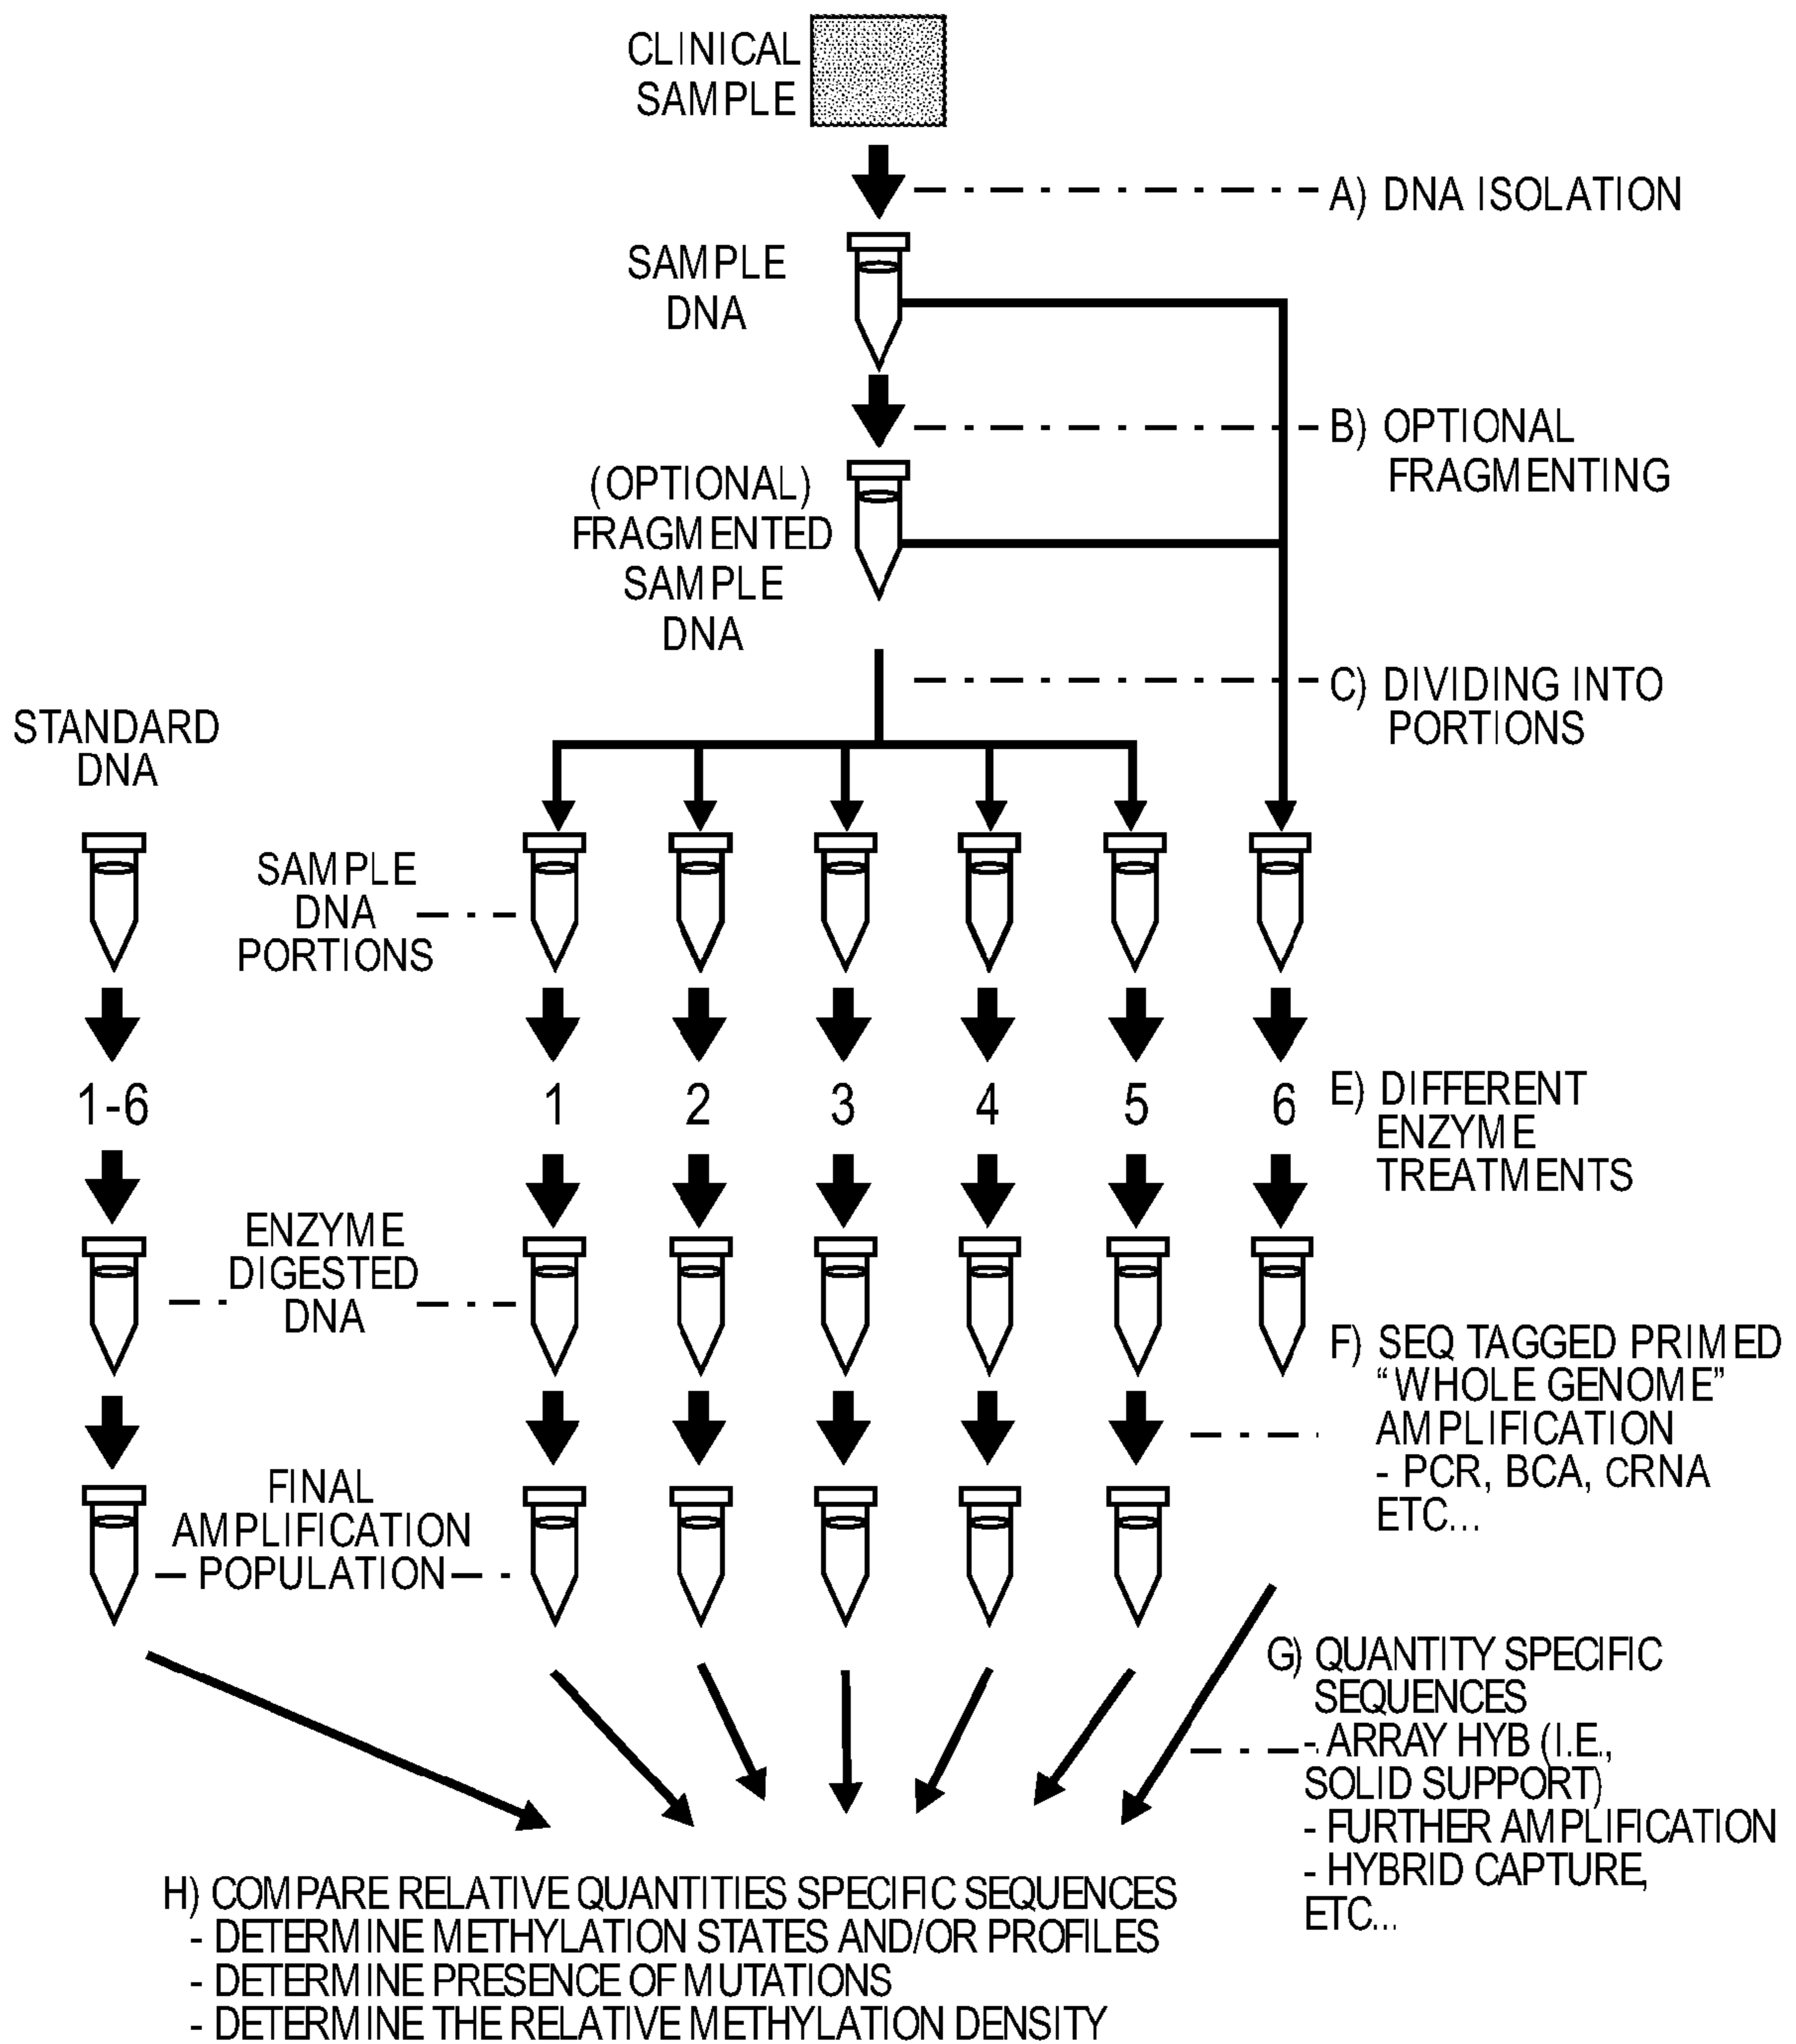 CLINICAL
SAMPLE
A) DNA ISOLATION
SAMPLE
DNA
B) OPTIONAL
FRAGMENTING
(OPTIONAL)
FRAGMENTED
SAMPLE
DNA
C) DIVIDING INTO
PORTIONS
STANDARD
DNA
SAMPLE
DNA
PORTIONS
1-6 1 2 3 4 5 6
E) DIFFERENT
ENZYME
TREATMENTS
ENZYME
DIGESTED
DNA
F) SEQ TAGGED PRIMED
“WHOLE GENOME”
AMPLIFICATION
- PCR, BCA, CRNA
ETC...
FINAL
AMPLIFICATION
POPULATION
G) QUANTITY SPECIFIC
SEQUENCES
- ARRAY HYB (I.E.,
SOLID SUPPORT)
- FURTHER AMPLIFICATION
- HYBRID CAPTURE,
ETC...
H) COMPARE RELATIVE QUANTITIES SPECIFIC SEQUENCES
- DETERMINE METHYLATION STATES AND/OR PROFILES
- DETERMINE PRESENCE OF MUTATIONS
- DETERMINE THE RELATIVE METHYLATION DENSITY